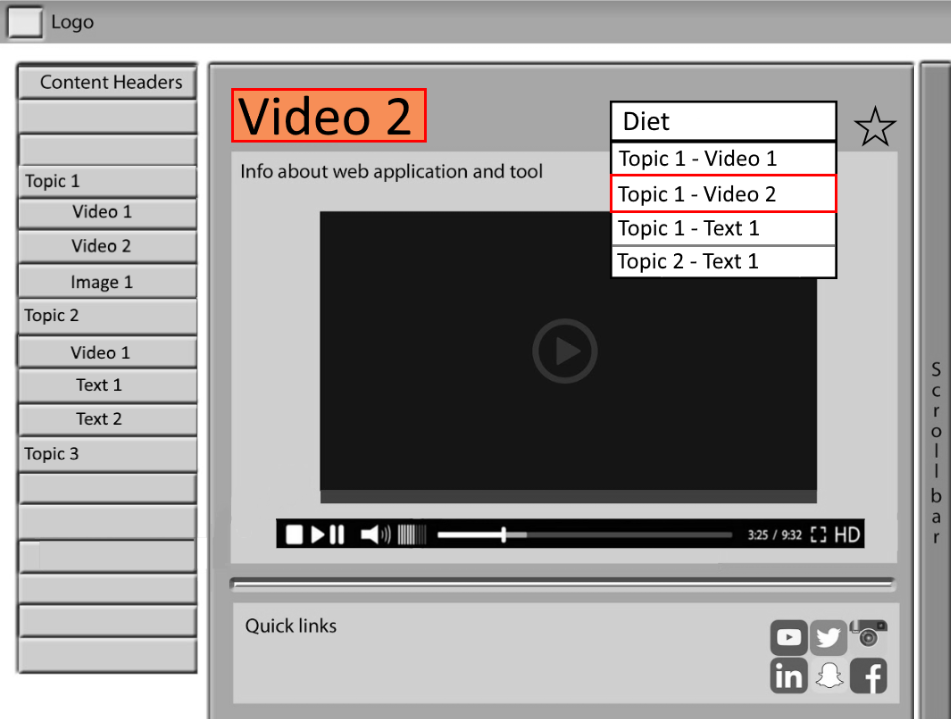 Logo
Content Headers
Topic 1
Video 1
Video 2
Image 1
Topic 2
Video 1
Text 1
Text 2
Topic 3
Video 2
Diet
Topic 1 - Video 1
Topic 1 - Video 2
Topic 1 - Text 1
Topic 2 - Text 1
Info about web application and tool
3:25 / 9:32 HD
Quick links
in
f
Scroll bar